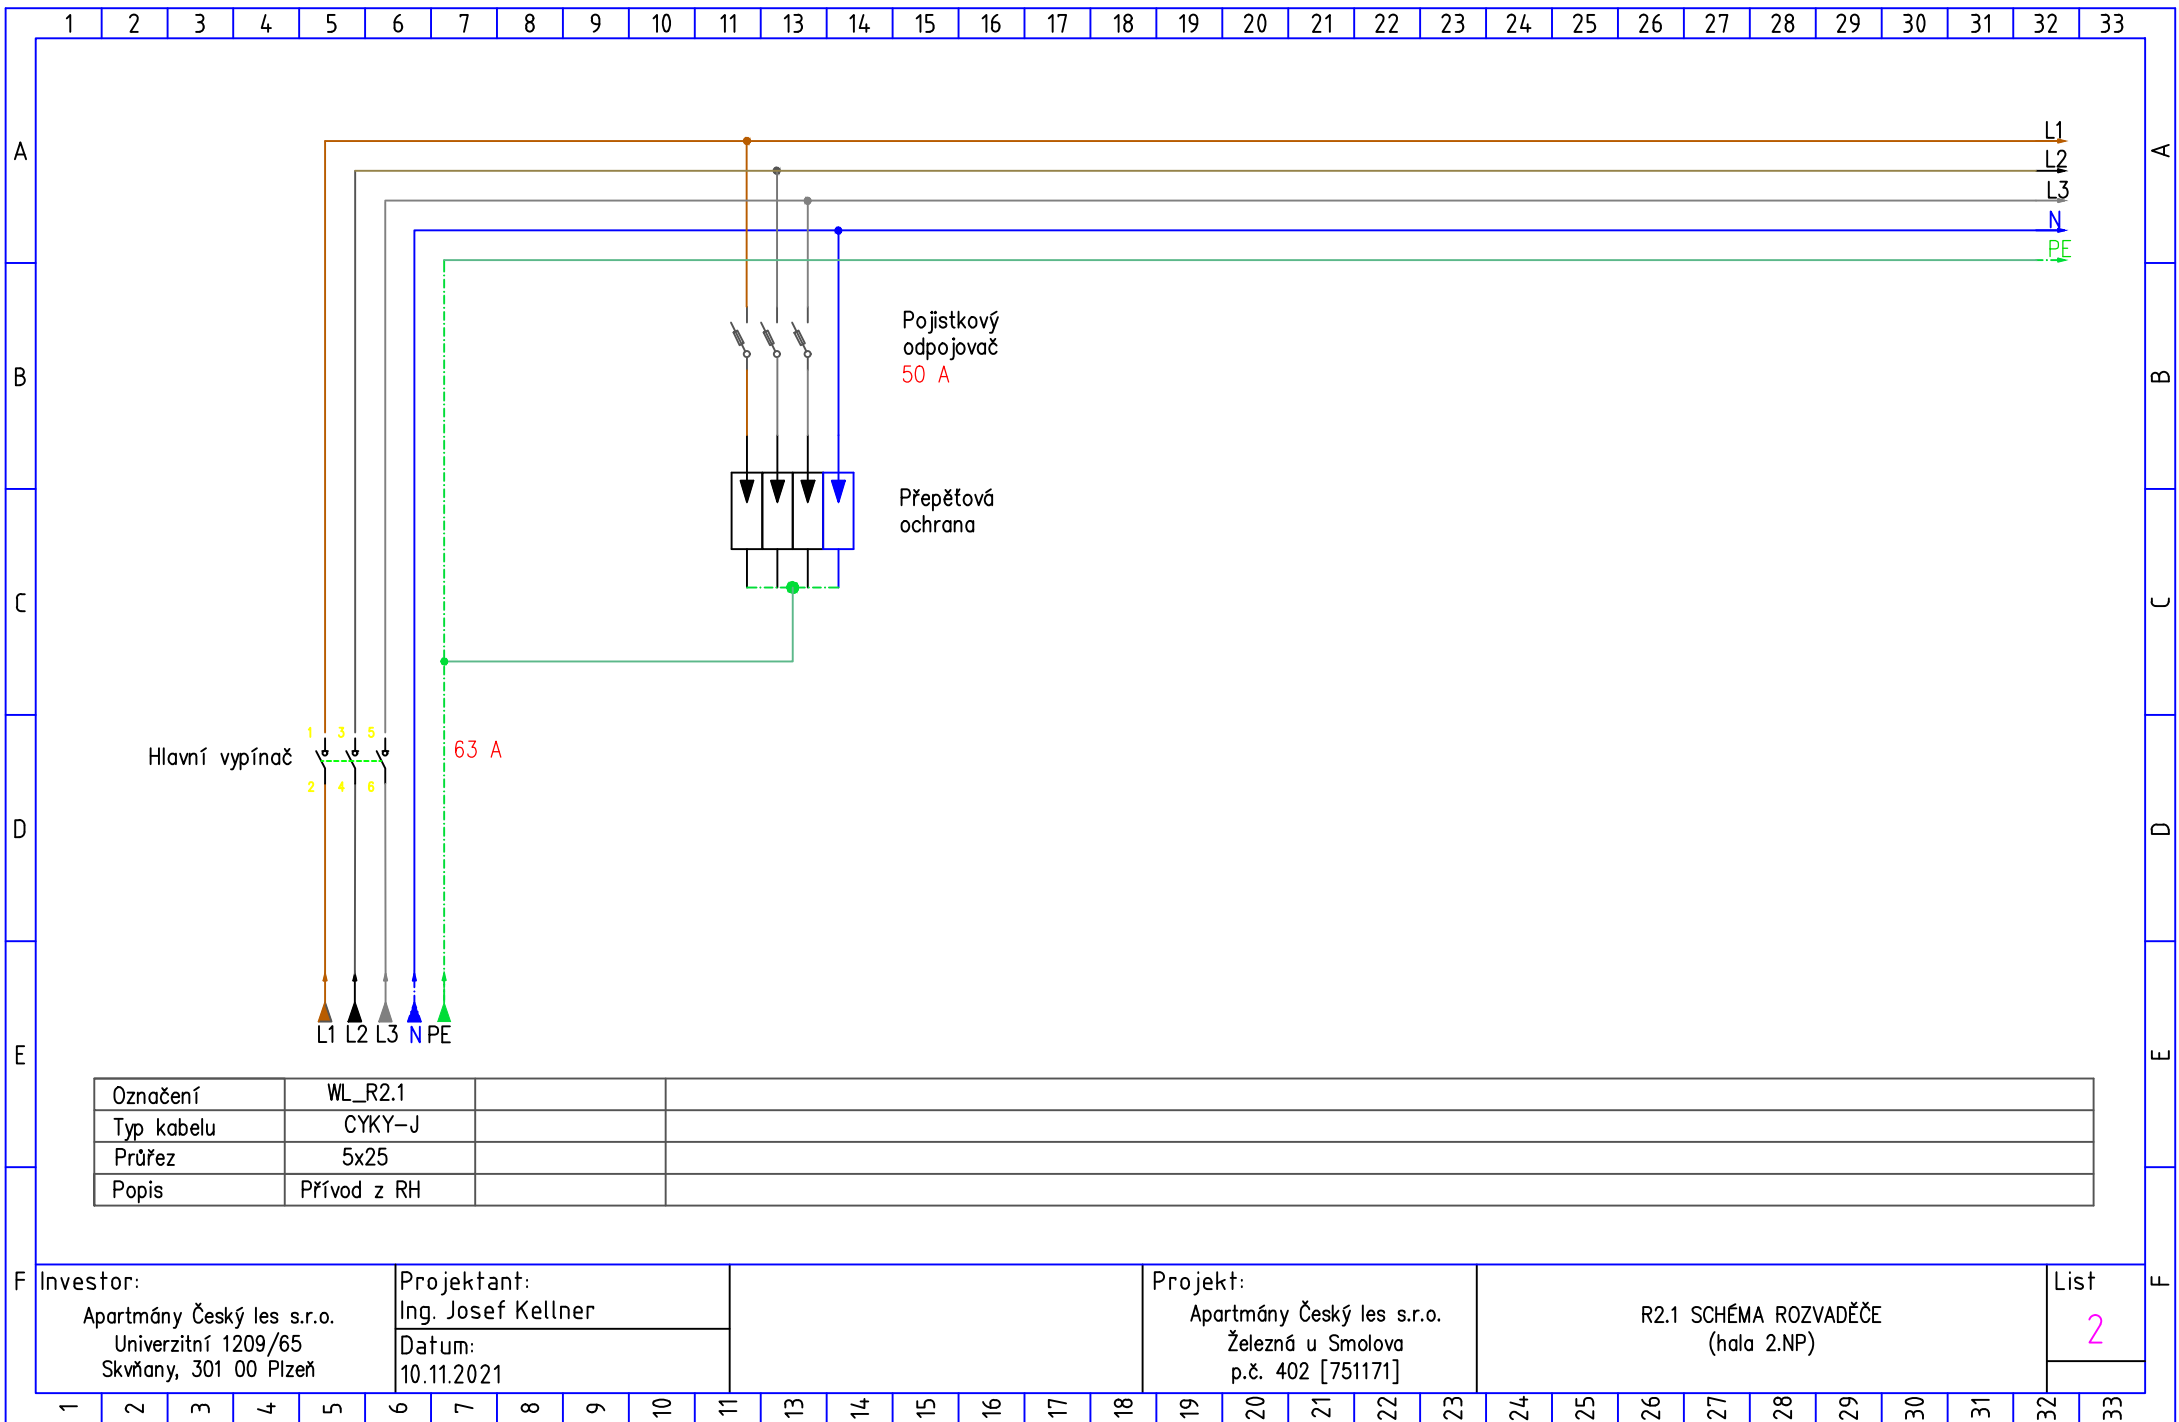 1 2 3 4 5 6 7 8 9 10 11 13 14 15 16 17 18 19 20 21 22 23 24 25 26 27 28 29 30 31 32 33
L1
A A
L2
L3
N
PE
Pojistkový
odpojovač
50 A
B B
Přepěťová
ochrana
C C
1 3 5
Hlavní vypínač
63 A
2 4 6
D D
L1 L2 L3 N PE
E E
Označení WL_R2.1
Typ kabelu CYKY-J
Průřez 5x25
Popis Přívod z RH
F F
Investor:
Apartmány Český les s.r.o.
Univerzitní 1209/65
Skvňany, 301 00 Plzeň
Projektant:
Ing. Josef Kellner
Datum:
10.11.2021
Projekt:
Apartmány Český les s.r.o.
Železná u Smolova
p.č. 402 [751171]
R2.1 SCHÉMA ROZVADĚČE
(hala 2.NP)
List
2
1 2 3 4 5 6 7 8 9 10 11 13 14 15 16 17 18 19 20 21 22 23 24 25 26 27 28 29 30 31 32 33